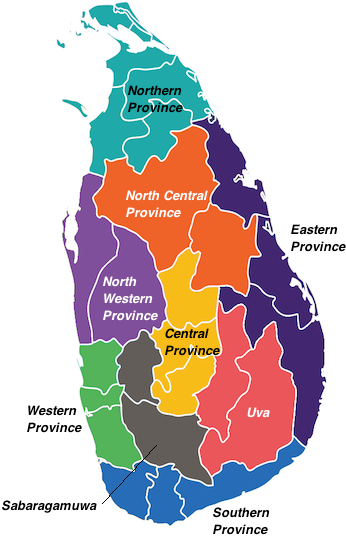 Northern
Province
North Central
Province
Eastern
Province
North
Western
Province
Central
Province
Western
Province
Uva
Sabaragamuwa
Southern
Province